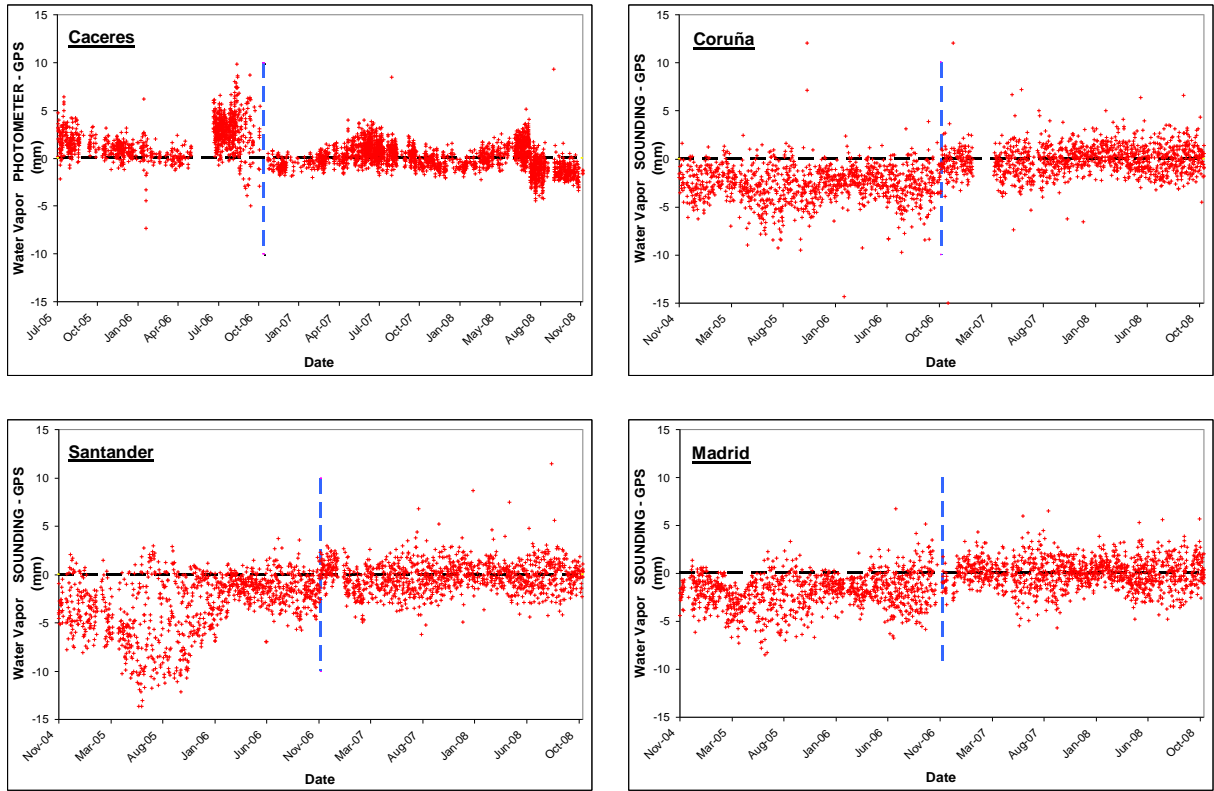 Caceres
Water Vapor PHOTOMETER - GPS
(mm)
15
10
5
0
-5
-10
-15
Jul-05
Oct-05
Jan-06
Apr-06
Jul-06
Oct-06
Jan-07
Apr-07
Jul-07
Oct-07
Jan-08
May-08
Aug-08
Nov-08
Date
Coruña
Water Vapor SOUNDING - GPS
(mm)
15
10
5
0
-5
-10
-15
Nov-04
Mar-05
Aug-05
Jan-06
Jun-06
Oct-06
Mar-07
Aug-07
Jan-08
Jun-08
Oct-08
Date
Santander
Water Vapor SOUNDING - GPS
(mm)
15
10
5
0
-5
-10
-15
Nov-04
Mar-05
Aug-05
Jan-06
Jun-06
Nov-06
Mar-07
Aug-07
Jan-08
Jun-08
Oct-08
Date
Madrid
Water Vapor SOUNDING - GPS
(mm)
15
10
5
0
-5
-10
-15
Nov-04
Mar-05
Aug-05
Jan-06
Jun-06
Nov-06
Mar-07
Aug-07
Jan-08
Jun-08
Oct-08
Date